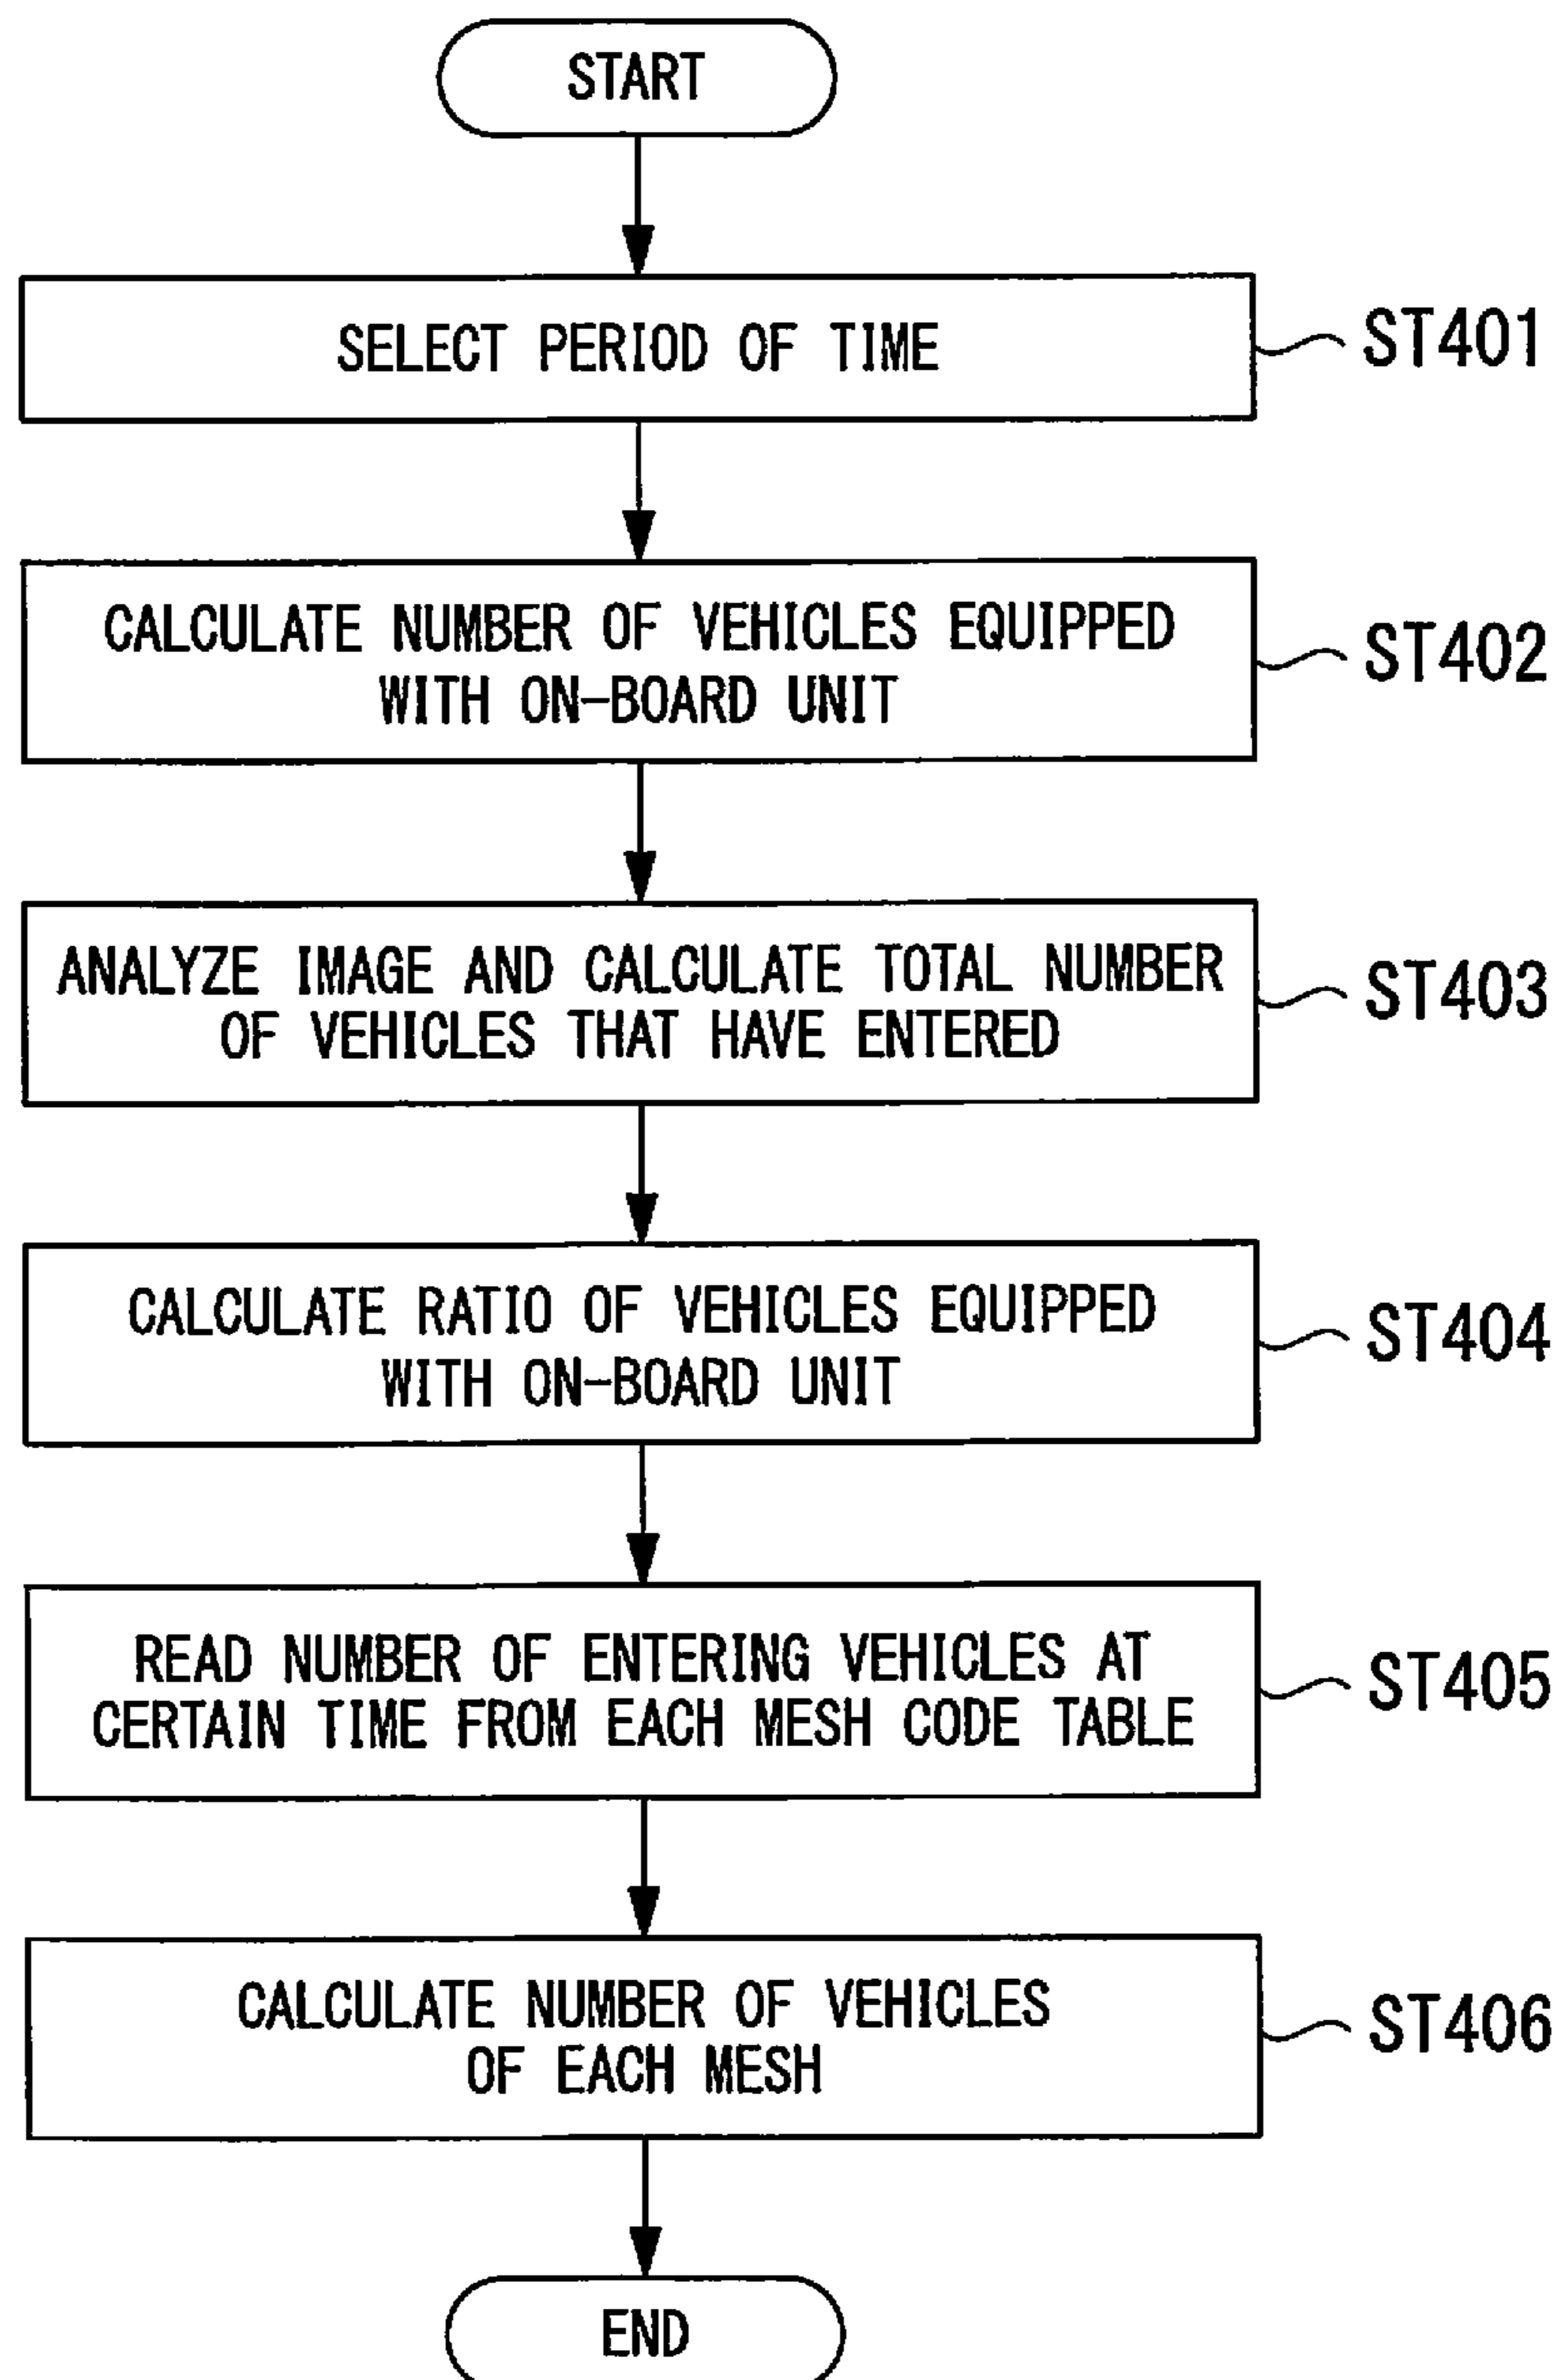 START
SELECT PERIOD OF TIME
ST401
CALCULATE NUMBER OF VEHICLES EQUIPPED
WITH ON-BOARD UNIT
ST402
ANALYZE IMAGE AND CALCULATE TOTAL NUMBER
OF VEHICLES THAT HAVE ENTERED
ST403
CALCULATE RATIO OF VEHICLES EQUIPPED
WITH ON-BOARD UNIT
ST404
READ NUMBER OF ENTERING VEHICLES AT
CERTAIN TIME FROM EACH MESH CODE TABLE
ST405
CALCULATE NUMBER OF VEHICLES
OF EACH MESH
ST406
END